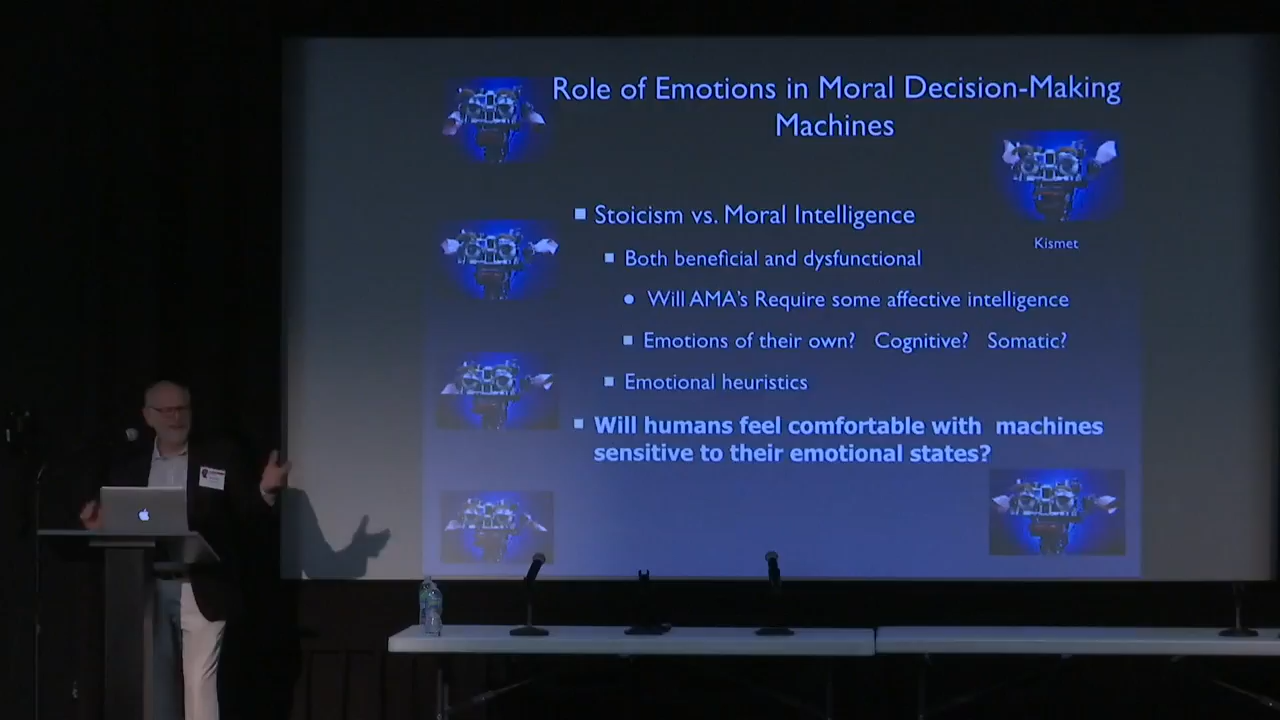 Role of Emotions in Moral Decision-Making
Machines
Stoicism vs. Moral Intelligence
Kismet
Both beneficial and dysfunctional
Will AMA's Require some affective intelligence
Emotions of their own? Cognitive? Somatic?
Emotional heuristics
Will humans feel comfortable with machines
sensitive to their emotional states?